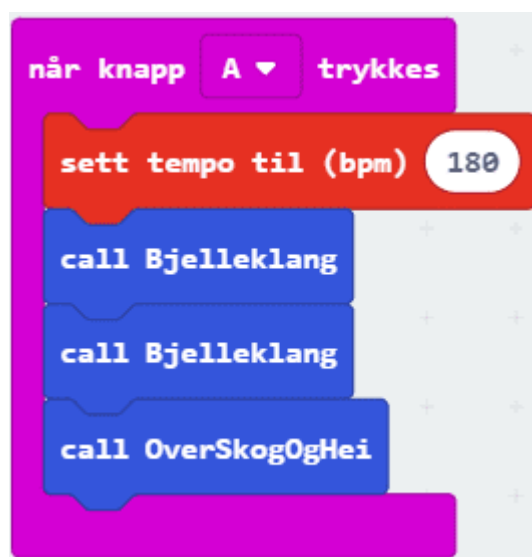 når knapp A trykkes
sett tempo til (bpm) 180
call Bjelleklang
call Bjelleklang
call OverSkogOgHei